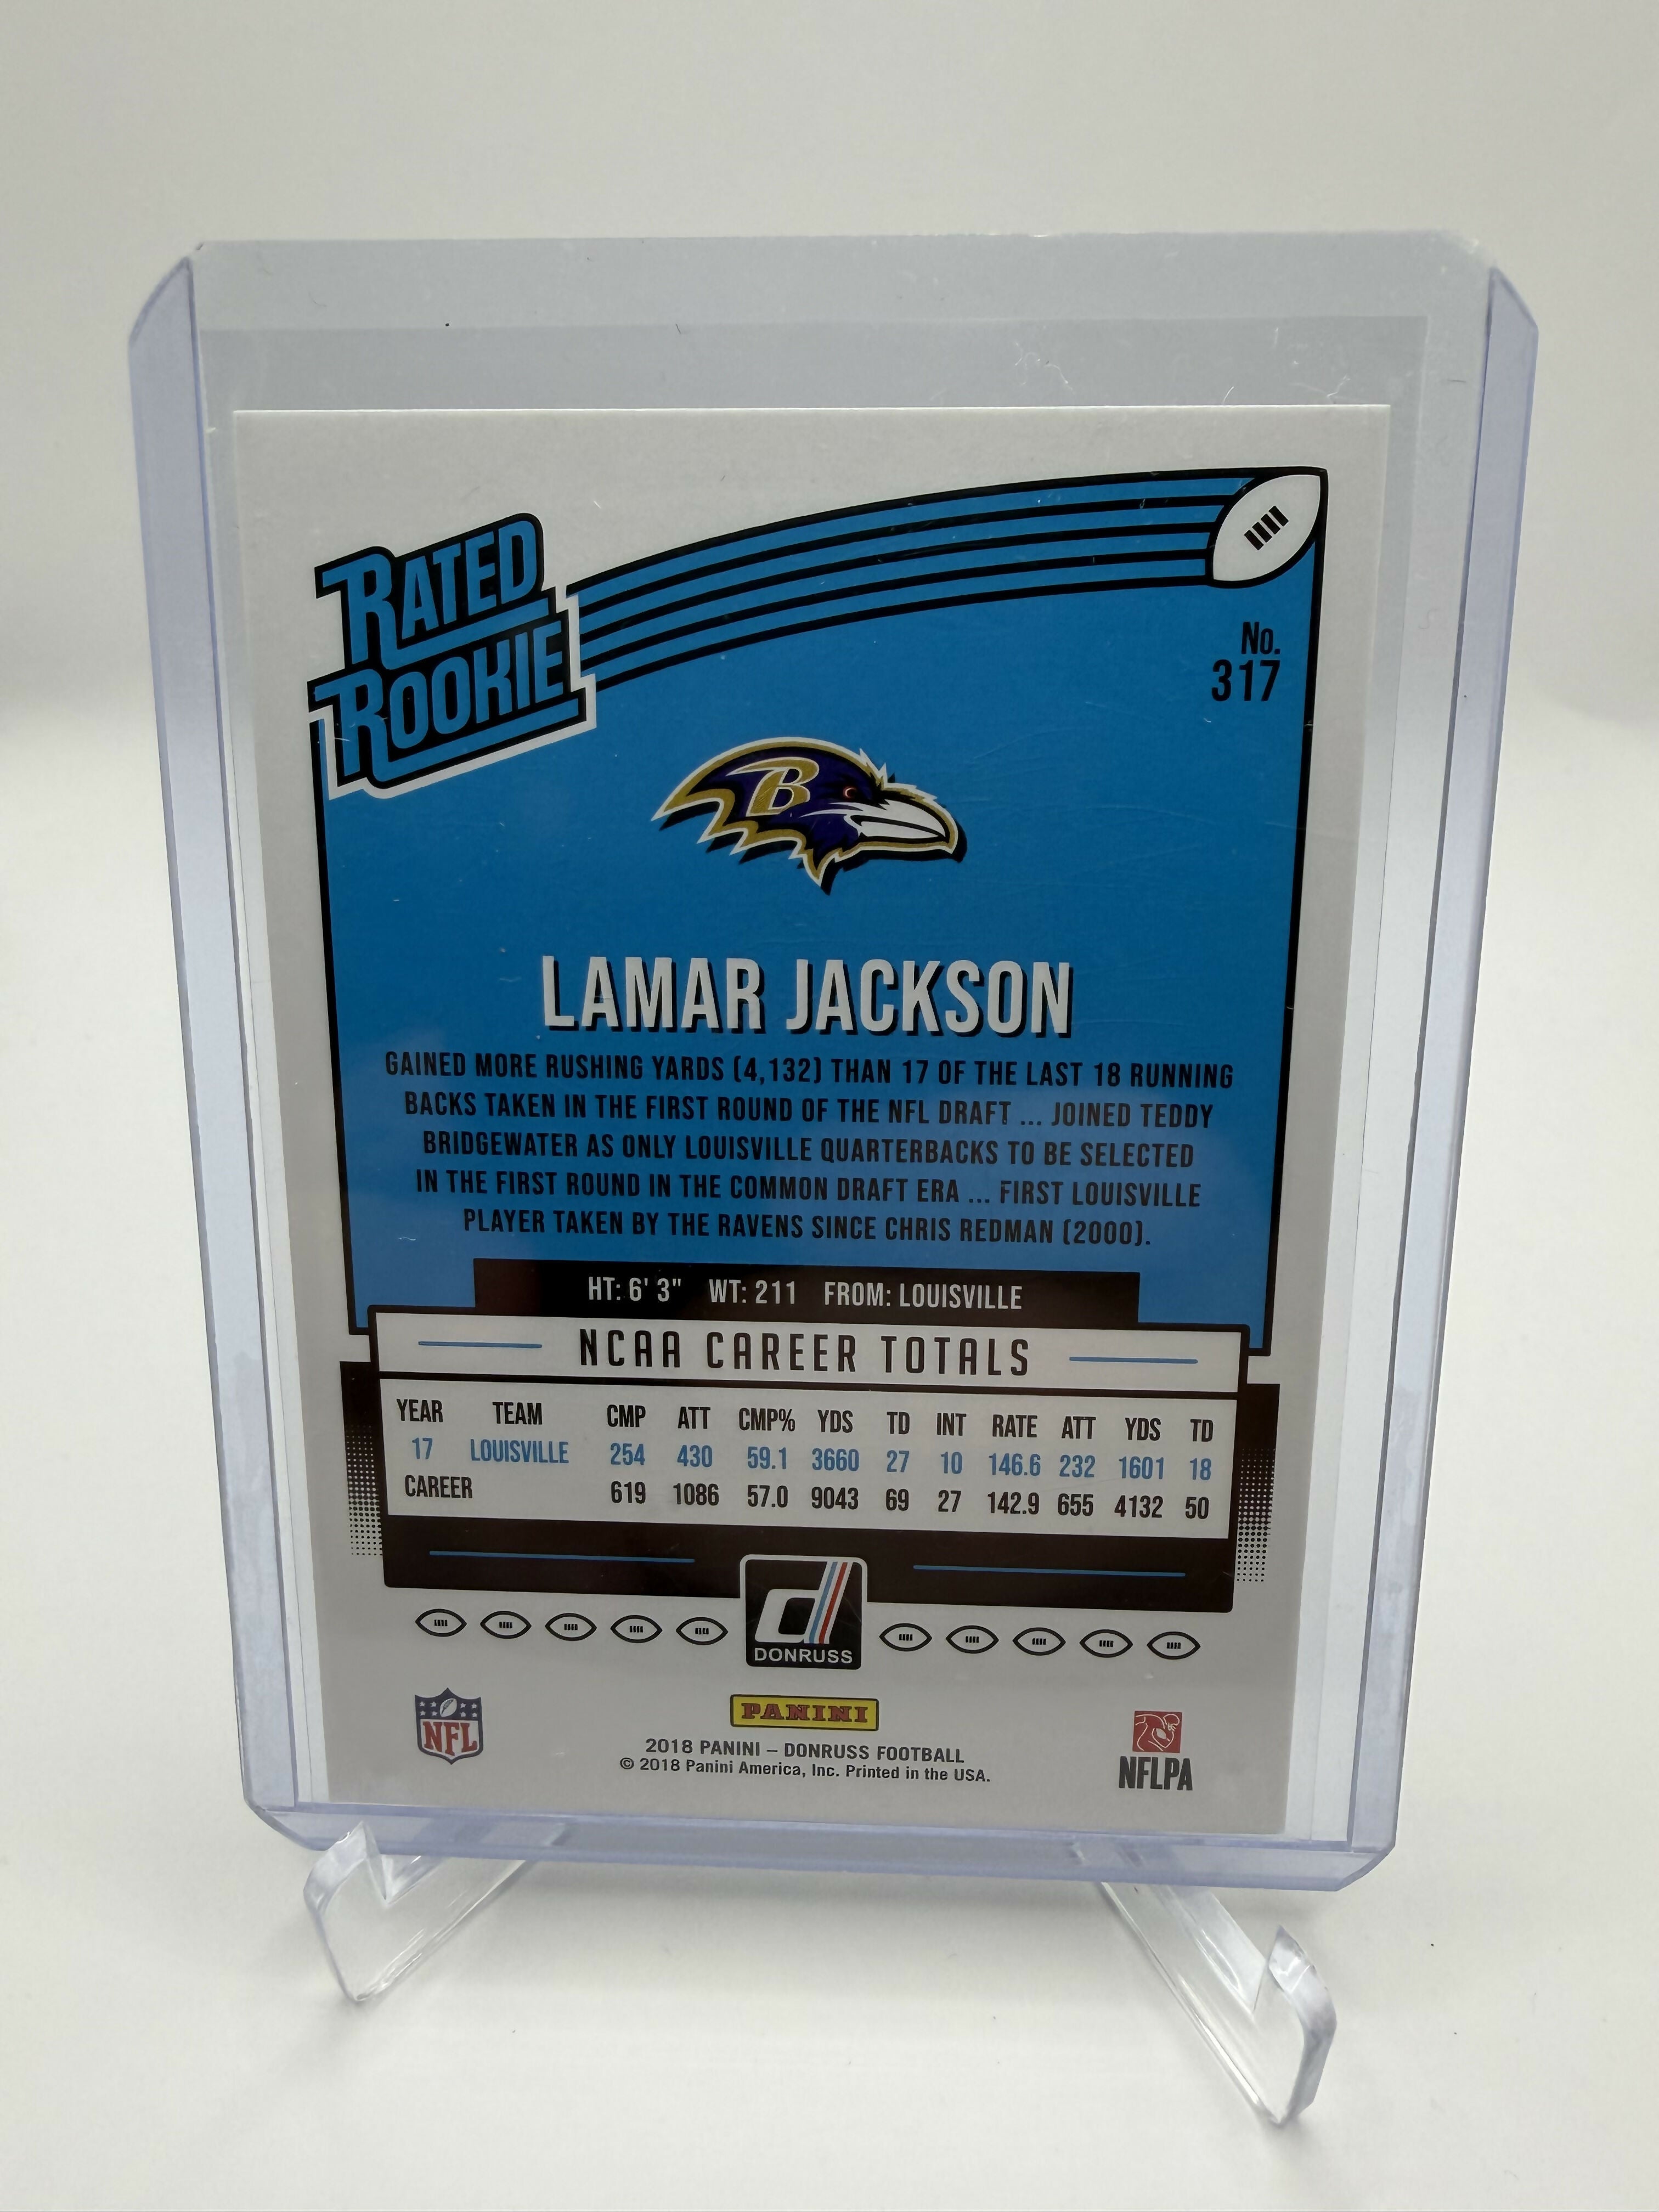 RATED
ROOKIE
No.
317
B
LAMAR JACKSON
GAINED MORE RUSHING YARDS (4,132) THAN 17 OF THE LAST 18 RUNNING
BACKS TAKEN IN THE FIRST ROUND OF THE NFL DRAFT ... JOINED TEDDY
BRIDGEWATER AS ONLY LOUISVILLE QUARTERBACKS TO BE SELECTED
IN THE FIRST ROUND IN THE COMMON DRAFT ERA ... FIRST LOUISVILLE
PLAYER TAKEN BY THE RAVENS SINCE CHRIS REDMAN (2000).
HT: 6' 3" WT: 211 FROM: LOUISVILLE
NCAA CAREER TOTALS
YEAR TEAM CMP ATT CMP% YDS TD INT RATE ATT YDS TD
17 LOUISVILLE 254 430 59.1 3660 27 10 146.6 232 1601 18
CAREER 619 1086 57.0 9043 69 27 142.9 655 4132 50
d
DONRUSS
NFL
PANINI
2018 PANINI – DONRUSS FOOTBALL
© 2018 Panini America, Inc. Printed in the USA.
NFLPA